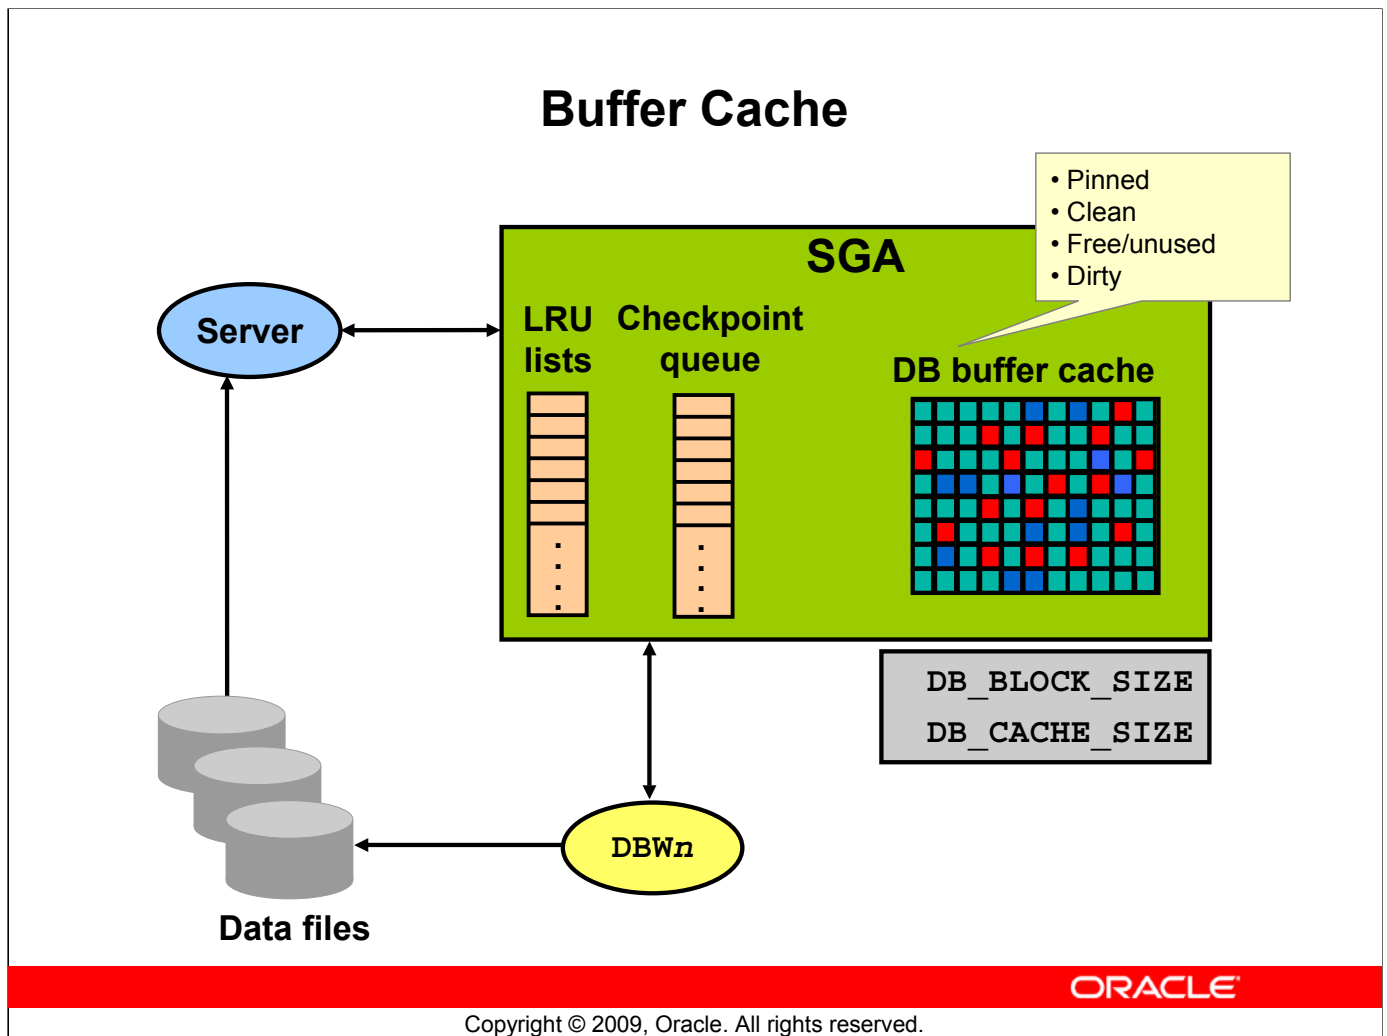 Buffer Cache
• Pinned
• Clean
• Free/unused
• Dirty
SGA
Server
LRU
lists
Checkpoint
queue
DB buffer cache
DB_BLOCK_SIZE
DB_CACHE_SIZE
DBWn
Data files
ORACLE
Copyright © 2009, Oracle. All rights reserved.